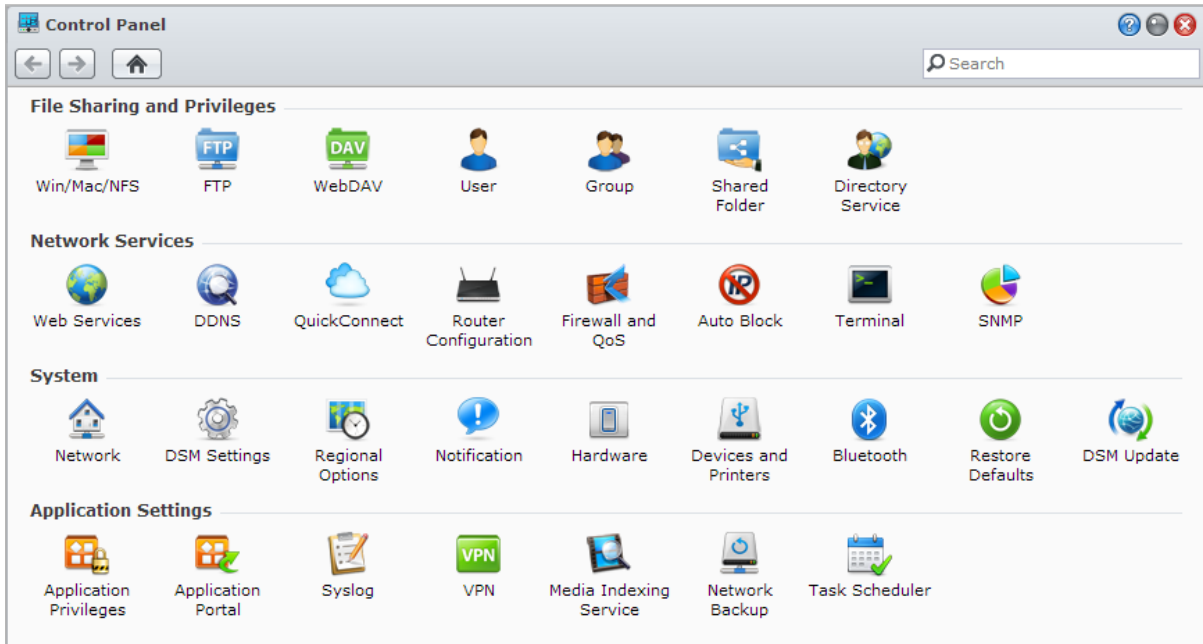 Control Panel
Search
File Sharing and Privileges
FTP DAV
Win/Mac/NFS FTP WebDAV User Group Shared Folder Directory Service
Network Services
IP
Web Services DDNS QuickConnect Router Configuration Firewall and QoS Auto Block Terminal SNMP
System
Network DSM Settings Regional Options Notification Hardware Devices and Printers Bluetooth Restore Defaults DSM Update
Application Settings
VPN
Application Privileges Application Portal Syslog VPN Media Indexing Service Network Backup Task Scheduler